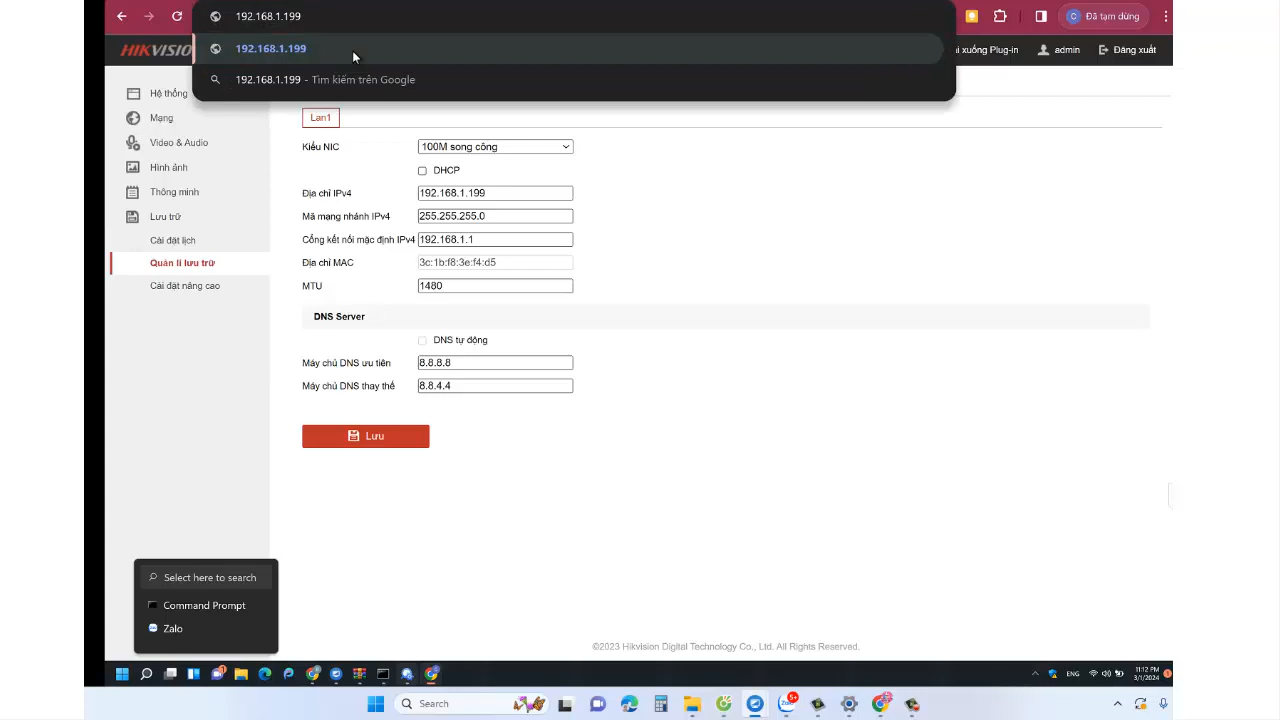 192.168.1.199
C Đã tạm dừng
192.168.1.199
192.168.1.199 - Tìm kiếm trên Google
HIKVISIO
xuống Plug-in
admin
Đăng xuất
Hệ thống
Mạng
Video & Audio
Hình ảnh
Thông minh
Lưu trữ
Cài đặt lịch
Quản lí lưu trữ
Cài đặt nâng cao
Lan1
Kiểu NIC
100M song công
DHCP
Địa chỉ IPv4
192.168.1.199
Mã mạng nhánh IPv4
255.255.255.0
Cổng kết nối mặc định IPv4
192.168.1.1
Địa chỉ MAC
3c:1b:f8:3e:f4:d5
MTU
1480
DNS Server
DNS tự động
Máy chủ DNS ưu tiên
8.8.8.8
Máy chủ DNS thay thế
8.8.4.4
Lưu
Select here to search
Command Prompt
Zalo
©2023 Hikvision Digital Technology Co., Ltd. All Rights Reserved.
ENG
11:12 PM
3/1/2024
Search
5+